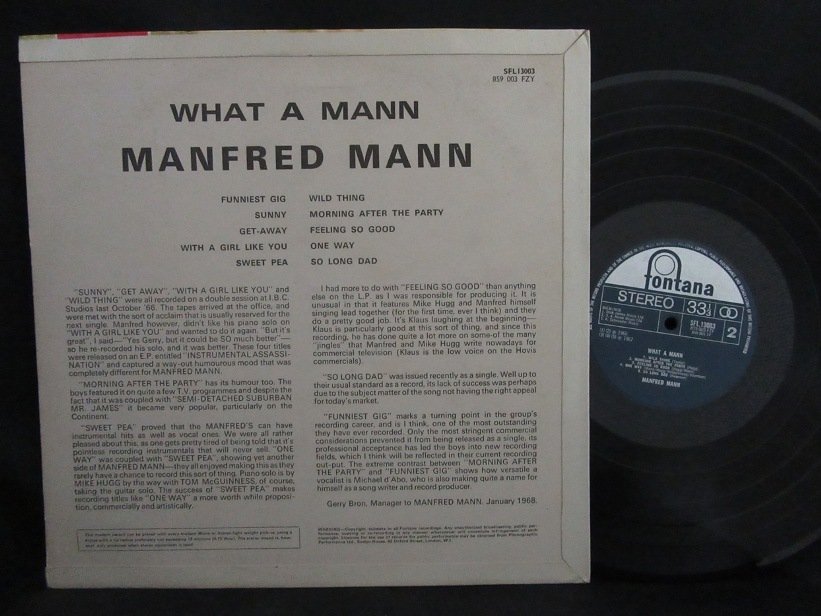 SFL13003
859 003 FZY
WHAT A MANN
MANFRED MANN
FUNNIEST GIG WILD THING
SUNNY MORNING AFTER THE PARTY
GET-AWAY FEELING SO GOOD
WITH A GIRL LIKE YOU ONE WAY
SWEET PEA SO LONG DAD
"SUNNY", "GET AWAY", "WITH A GIRL LIKE YOU" and
"WILD THING" were all recorded on a double session at I.B.C.
Studios last October '66. The tapes arrived at the office, and
were met with the sort of acclaim that is usually reserved for the
next single. Manfred however, didn't like his piano solo on
"WITH A GIRL LIKE YOU" and wanted to do it again. "But it's
great", I said—"Yes Gerry, but it could be SO much better"—
so he re-recorded his solo, and it was better. These four titles
were released on an E.P. entitled "INSTRUMENTAL ASSASSI-
NATION" and captured a way-out humourous mood that was
completely different for MANFRED MANN.
"MORNING AFTER THE PARTY" has its humour too. The
boys featured it on quite a few T.V. programmes and despite the
fact that it was coupled with "SEMI-DETACHED SUBURBAN
MR. JAMES" it became very popular, particularly on the
Continent.
"SWEET PEA" proved that the MANFRED'S can have
instrumental hits as well as vocal ones. We were all rather
pleased about this, as one gets pretty tired of being told that it's
pointless recording instrumentals that will never sell. "ONE
WAY" was coupled with "SWEET PEA", showing yet another
side of MANFRED MANN—they all enjoyed making this as they
rarely have a chance to record this sort of thing. Piano solo is by
MIKE HUGG by the way with TOM McGUINNESS, of course,
taking the guitar solo. The success of "SWEET PEA" makes
recording titles like "ONE WAY" a more worth while proposi-
tion, commercially and artistically.
I had more to do with "FEELING SO GOOD" than anything
else on the L.P. as I was responsible for producing it. It is
unusual in that it features Mike Hugg and Manfred himself
singing lead together (for the first time, ever I think) and they
do a pretty good job. It's Klaus laughing at the beginning—
Klaus is particularly good at this sort of thing, and since this
recording, he has done quite a lot more on some of the many
"jingles" that Manfred and Mike Hugg write nowadays for
commercial television (Klaus is the low voice on the Hovis
commercials).
"SO LONG DAD" was issued recently as a single. Well up to
their usual standard as a record, its lack of success was perhaps
due to the subject matter of the song not having the right appeal
for today's market.
"FUNNIEST GIG" marks a turning point in the group's
recording career, and is I think, one of the most outstanding
they have ever recorded. Only the most stringent commercial
considerations prevented it from being released as a single, its
professional acceptance has led the boys into new recording
fields, which I think will be reflected in their current recording
out-put. The extreme contrast between "MORNING AFTER
THE PARTY" and "FUNNIEST GIG" shows how versatile a
vocalist is Michael d'Abo, who is also making quite a name for
himself as a song writer and record producer.
Gerry Bron, Manager to MANFRED MANN. January 1968.
fontana
STEREO 33⅓
SFL 13003
2
WHAT A MANN
MANFRED MANN